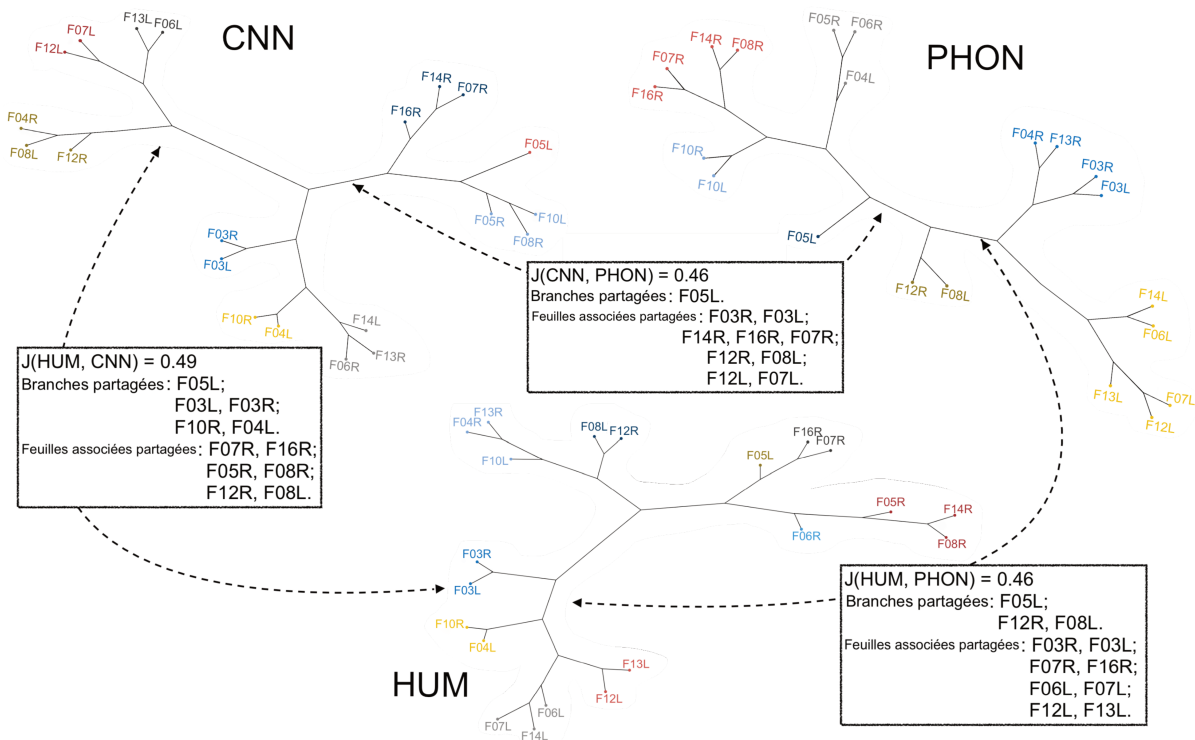 CNN
F13L
F06L
F07L
F12L
F04R
F08L
F12R
F14R
F07R
F16R
F05L
F05R
F10L
F08R
F03R
F03L
F10R
F04L
F14L
F13R
F06R
PHON
F05R
F06R
F14R
F08R
F07R
F16R
F04L
F10R
F10L
F04R
F13R
F03R
F03L
F05L
F12R
F08L
F14L
F06L
F13L
F07L
F12L
J(CNN, PHON) = 0.46
Branches partagées : F05L.
Feuilles associées partagées : F03R, F03L;
F14R, F16R, F07R;
F12R, F08L;
F12L, F07L.
J(HUM, CNN) = 0.49
Branches partagées : F05L;
F03L, F03R;
F10R, F04L.
Feuilles associées partagées : F07R, F16R;
F05R, F08R;
F12R, F08L.
HUM
F13R
F04R
F10L
F08L
F12R
F16R
F07R
F05L
F05R
F14R
F08R
F06R
F03R
F03L
F10R
F04L
F13L
F12L
F06L
F07L
F14L
J(HUM, PHON) = 0.46
Branches partagées : F05L;
F12R, F08L.
Feuilles associées partagées : F03R, F03L;
F07R, F16R;
F06L, F07L;
F12L, F13L.